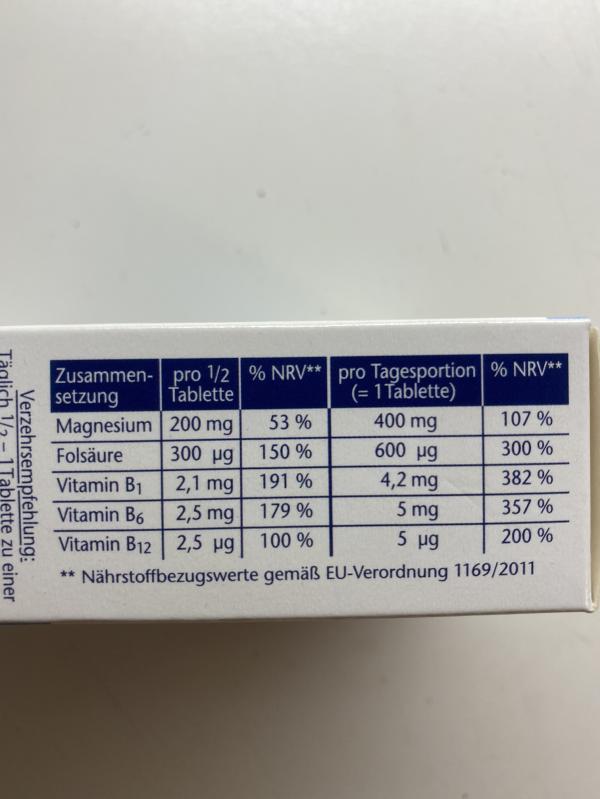 Zusammen- pro 1/2 % NRV** pro Tagesportion % NRV**
setzung Tablette (= 1 Tablette)
Magnesium 200 mg 53 % 400 mg 107 %
Folsäure 300 µg 150 % 600 µg 300 %
Vitamin B1 2,1 mg 191 % 4,2 mg 382 %
Vitamin B6 2,5 mg 179 % 5 mg 357 %
Vitamin B12 2,5 µg 100 % 5 µg 200 %
** Nährstoffbezugswerte gemäß EU-Verordnung 1169/2011
Verzehrsempfehlung:
Täglich 1/2 – 1 Tablette zu einer